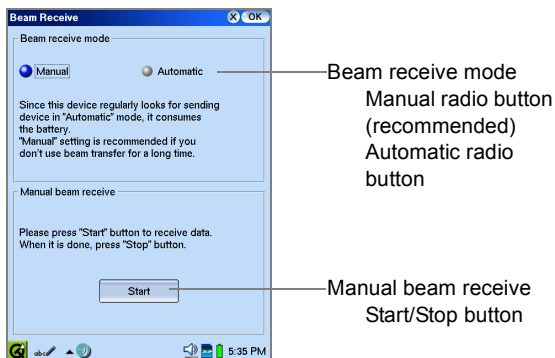 Beam Receive
OK
Beam receive mode
Manual
Automatic
Since this device regularly looks for sending
device in "Automatic" mode, it consumes
the battery.
"Manual" setting is recommended if you
don't use beam transfer for a long time.
Manual beam receive
Please press "Start" button to receive data.
When it is done, press "Stop" button.
Start
abc
5:35 PM
Beam receive mode
Manual radio button
(recommended)
Automatic radio
button
Manual beam receive
Start/Stop button